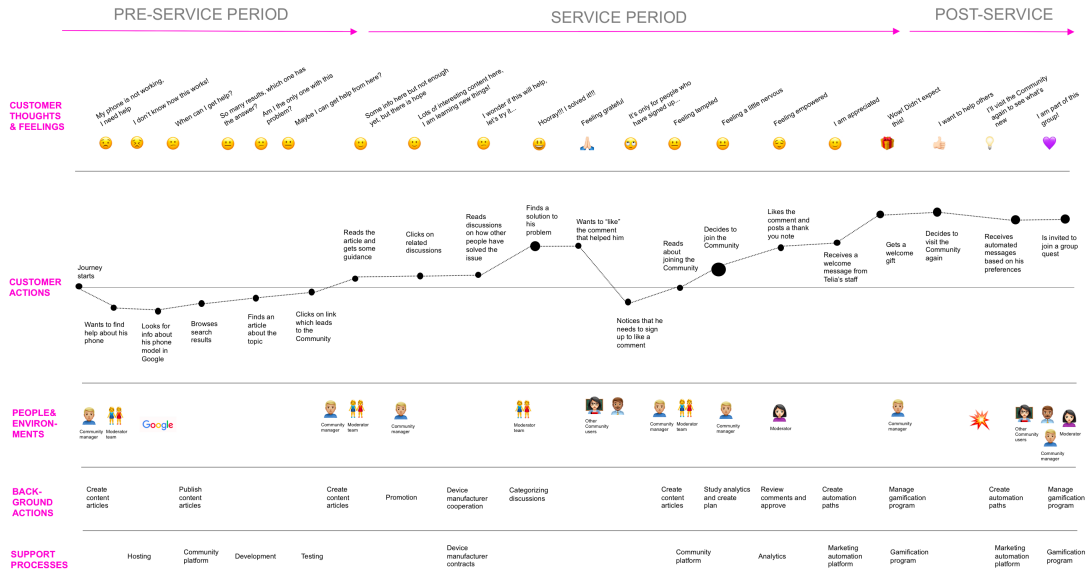 PRE-SERVICE PERIOD
SERVICE PERIOD
POST-SERVICE
CUSTOMER
THOUGHTS
& FEELINGS
My phone is not working,
I need help
I don't know how this works!
When can I get help?
So many results, which one has
the answer?
Am I the only one with this
problem?
Maybe I can get help from here?
Some info here but not enough
yet, but there is hope
Lots of interesting content here,
I am learning new things!
I wonder if this will help,
let's try it...
Hooray!!! I solved it!!!
Feeling grateful
It's only for people who
have signed up...
Feeling tempted
Feeling a little nervous
Feeling empowered
I am appreciated
Wow! Didn't expect
this!
I want to help others
I'll visit the Community
again to see what's
new
I am part of this
group!
CUSTOMER
ACTIONS
Journey
starts
Wants to find
help about his
phone
Looks for
info about
his phone
model in
Google
Browses
search
results
Finds an
article about
the topic
Clicks on link
which leads
to the
Community
Reads the
article and
gets some
guidance
Clicks on
related
discussions
Reads
discussions
on how other
people have
solved the
issue
Finds a
solution to
his
problem
Wants to “like”
the comment
that helped him
Notices that he
needs to sign
up to like a
comment
Reads
about
joining the
Community
Decides to
join the
Community
Likes the
comment and
posts a thank
you note
Receives a
welcome
message from
Telia's staff
Gets a
welcome
gift
Decides to
visit the
Community
again
Receives
automated
messages
based on his
preferences
Is invited to
join a group
quest
PEOPLE&
ENVIRON-
MENTS
Community
manager
Moderator
team
Google
Community
manager
Moderator
team
Community
manager
Moderator
team
Other
Community
users
Community
manager
Moderator
team
Community
manager
Moderator
Community
manager
Other
Community
users
Moderator
Community
manager
BACK-
GROUND
ACTIONS
Create
content
articles
Publish
content
articles
Create
content
articles
Promotion
Device
manufacturer
cooperation
Categorizing
discussions
Create
content
articles
Study analytics
and create
plan
Review
comments and
approve
Create
automation
paths
Manage
gamification
program
Create
automation
paths
Manage
gamification
program
SUPPORT
PROCESSES
Hosting
Community
platform
Development
Testing
Device
manufacturer
contracts
Community
platform
Analytics
Marketing
automation
platform
Gamification
program
Marketing
automation
platform
Gamification
program